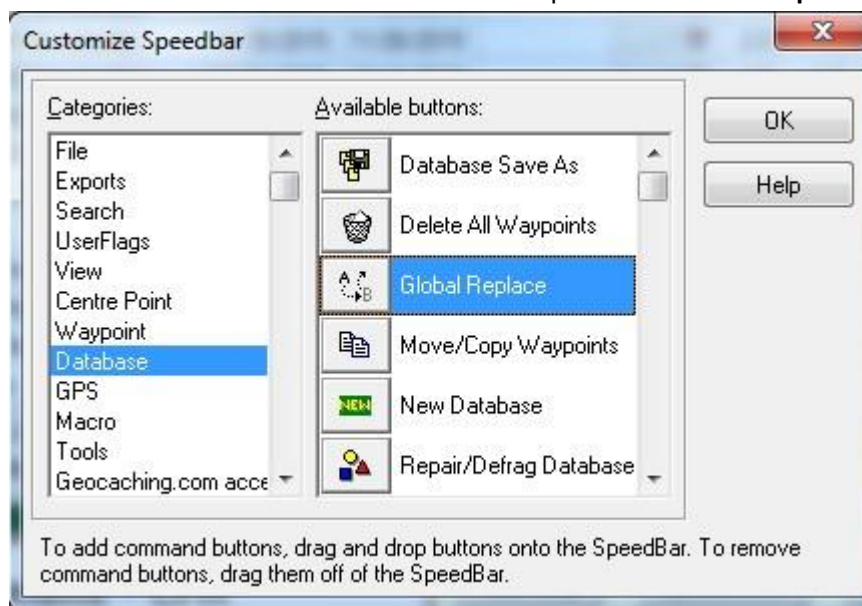 Customize Speedbar
Categories:
File
Exports
Search
UserFlags
View
Centre Point
Waypoint
Database
GPS
Macro
Tools
Geocaching.com acce
Available buttons:
Database Save As
Delete All Waypoints
A B Global Replace
Move/Copy Waypoints
NEW New Database
Repair/Defrag Database
OK
Help
To add command buttons, drag and drop buttons onto the SpeedBar. To remove
command buttons, drag them off of the SpeedBar.